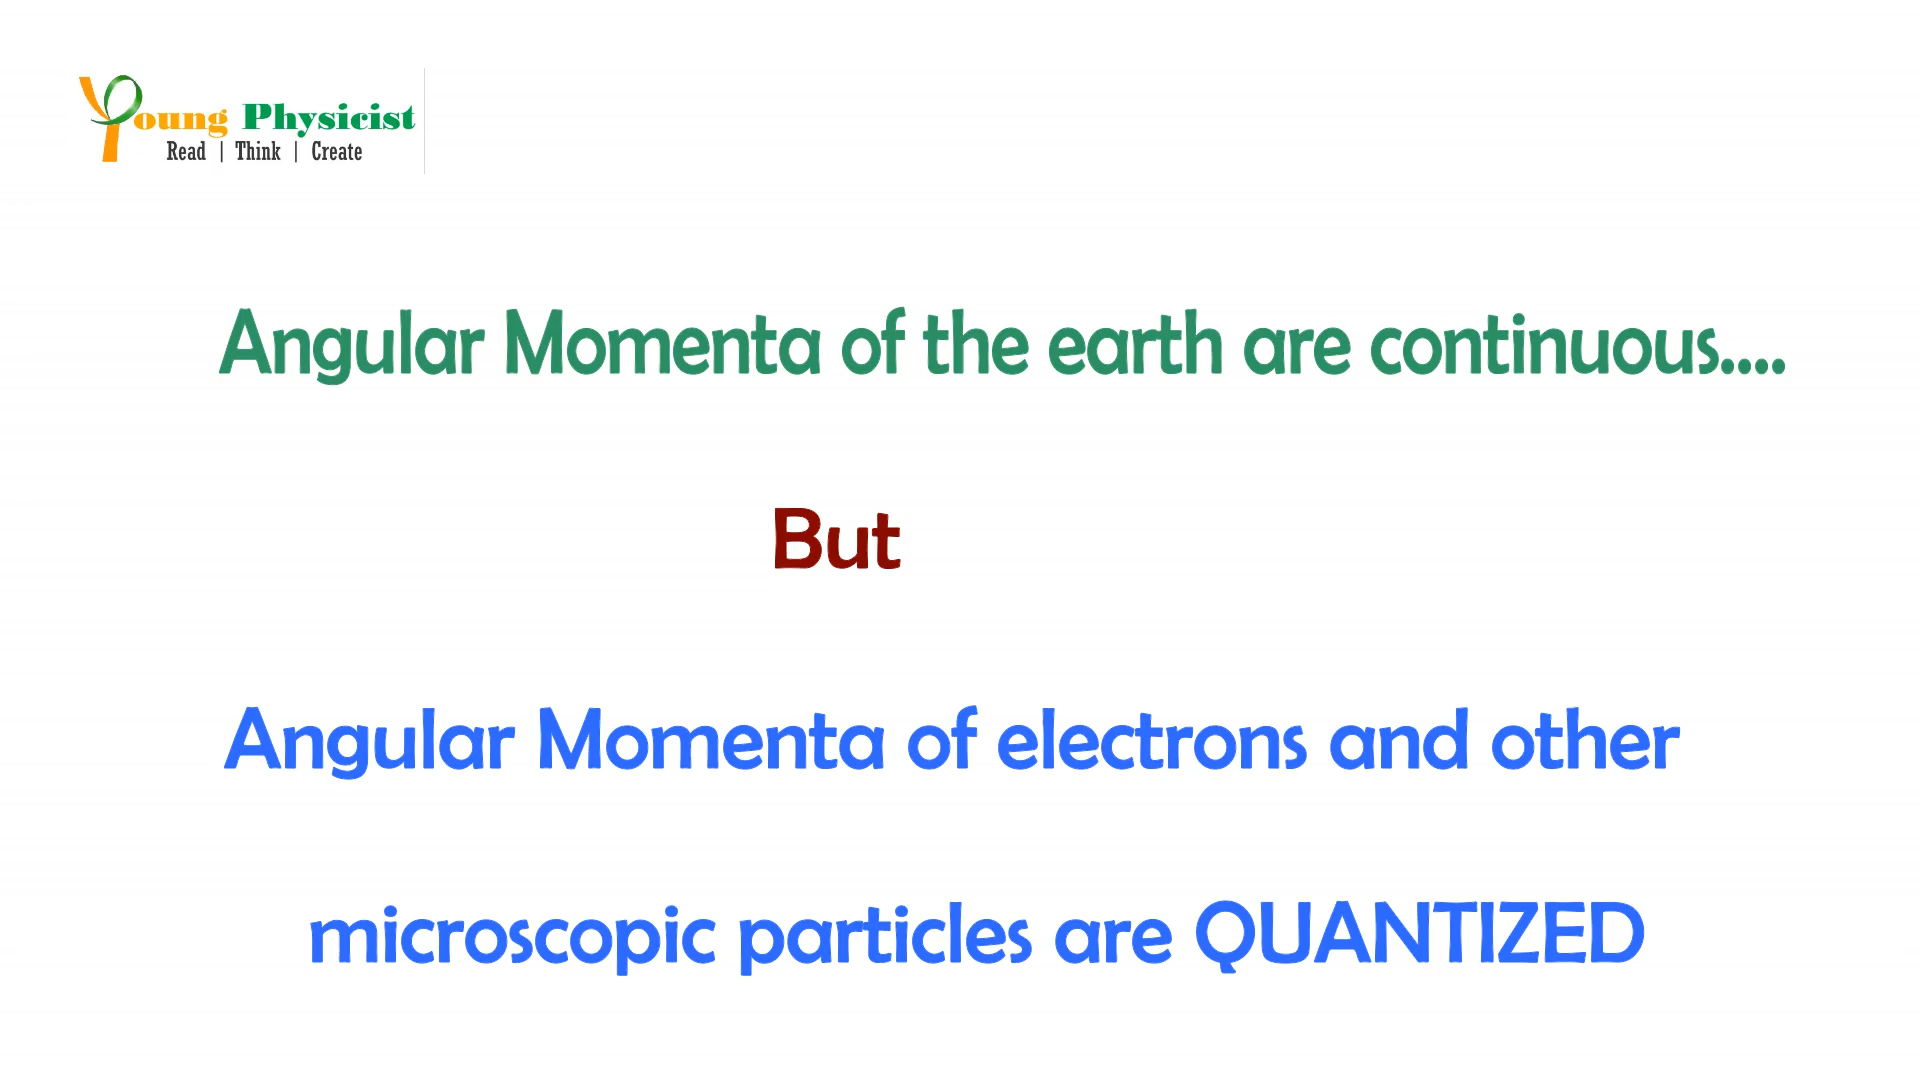 Young Physicist
Read | Think | Create
Angular Momenta of the earth are continuous....
But
Angular Momenta of electrons and other
microscopic particles are QUANTIZED